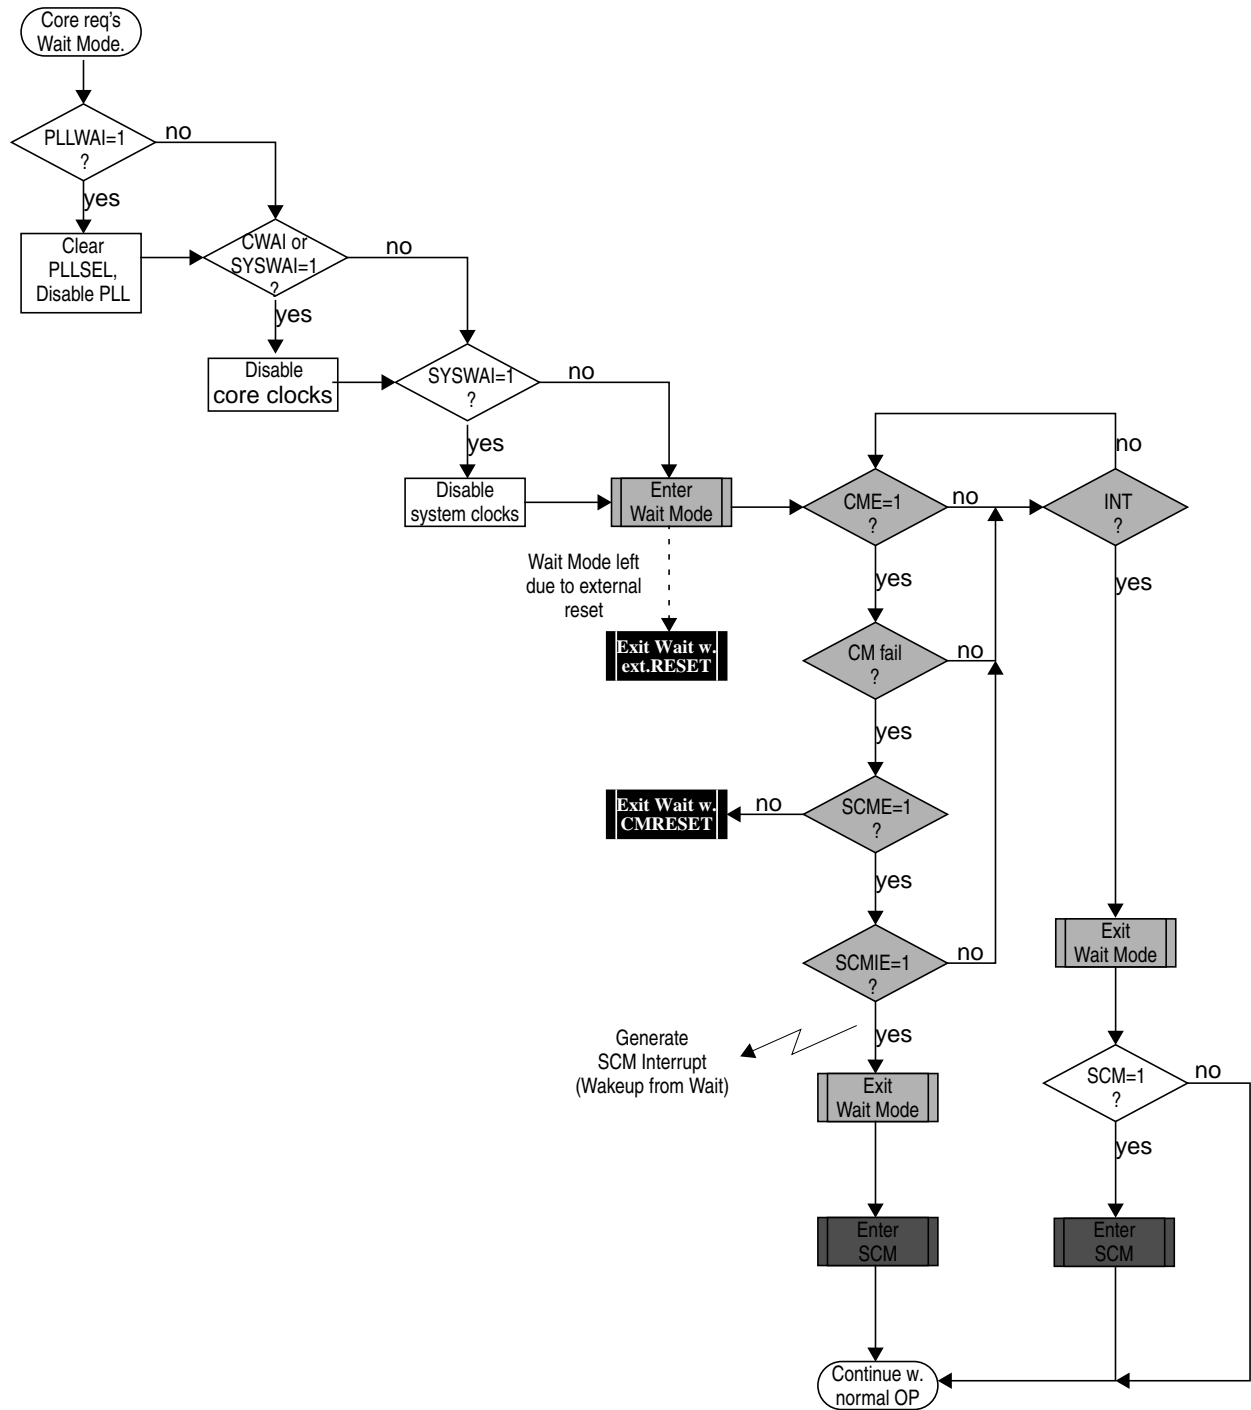 Core req's
Wait Mode.
PLLWAI=1
?
no
yes
Clear
PLLSEL,
Disable PLL
CWAI or
SYSWAI=1
?
no
yes
Disable
core clocks
SYSWAI=1
?
no
yes
Disable
system clocks
Enter
Wait Mode
Wait Mode left
due to external
reset
Exit Wait w.
ext.RESET
CME=1
?
no
yes
INT
?
no
yes
CM fail
?
no
yes
SCME=1
?
no
yes
Exit Wait w.
CMRESET
SCMIE=1
?
no
yes
Generate
SCM Interrupt
(Wakeup from Wait)
Exit
Wait Mode
Enter
SCM
Exit
Wait Mode
SCM=1
?
no
yes
Enter
SCM
Continue w.
normal OP